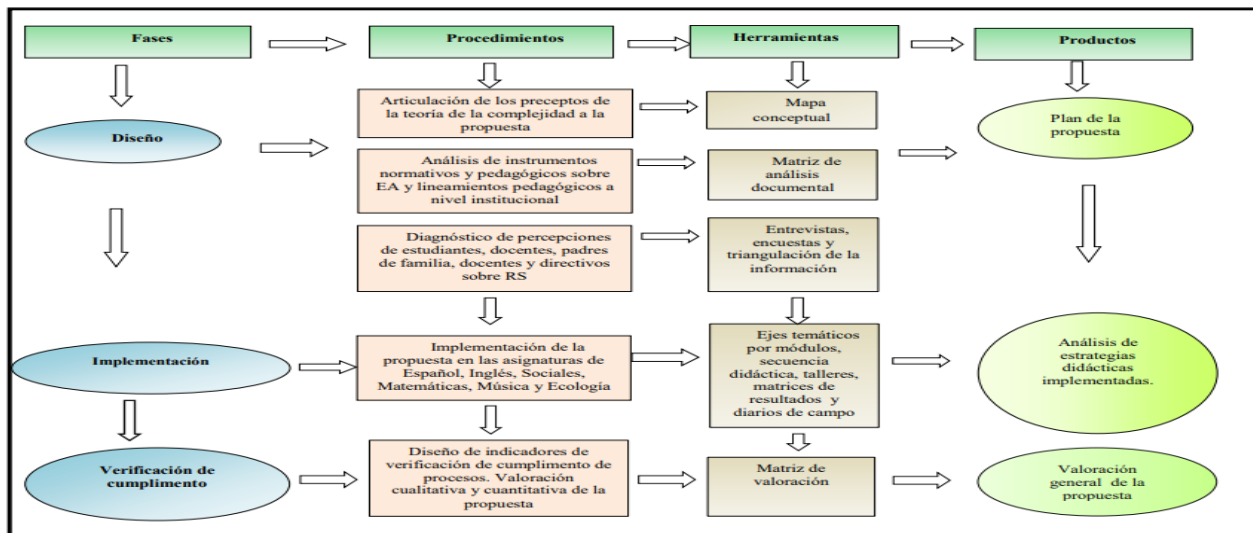 Fases
Procedimientos
Herramientas
Productos
Diseño
Articulación de los preceptos de
la teoría de la complejidad a la
propuesta
Mapa
conceptual
Plan de la
propuesta
Análisis de instrumentos
normativos y pedagógicos sobre
EA y lineamientos pedagógicos a
nivel institucional
Matriz de
análisis
documental
Diagnóstico de percepciones
de estudiantes, docentes, padres
de familia, docentes y directivos
sobre RS
Entrevistas,
encuestas y
triangulación de la
información
Implementación
Implementación de la
propuesta en las asignaturas de
Español, Inglés, Sociales,
Matemáticas, Música y Ecología
Ejes temáticos
por módulos,
secuencia
didáctica, talleres,
matrices de
resultados y
diarios de campo
Análisis de
estrategias
didácticas
implementadas.
Verificación de
cumplimento
Diseño de indicadores de
verificación de cumplimento de
procesos. Valoración
cualitativa y cuantitativa de la
propuesta
Matriz de
valoración
Valoración
general de la
propuesta